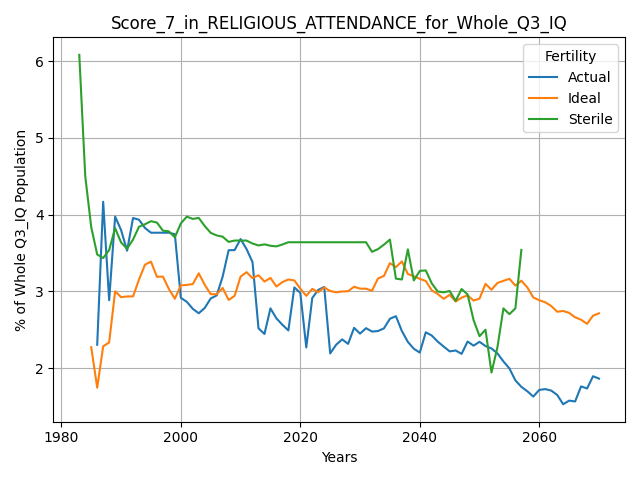 Score_7_in_RELIGIOUS_ATTENDANCE_for_Whole_Q3_IQ
Fertility
Actual
Ideal
Sterile
% of Whole Q3_IQ Population
6
5
4
3
2
1980
2000
2020
2040
2060
Years